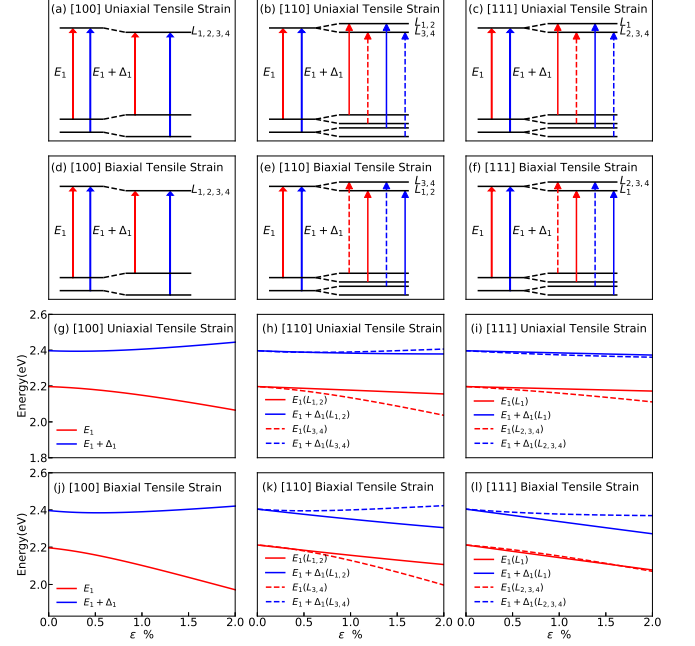 (a) [100] Uniaxial Tensile Strain
L1,2,3,4
E1
E1 + Δ1
(b) [110] Uniaxial Tensile Strain
L1,2
L3,4
E1
E1 + Δ1
(c) [111] Uniaxial Tensile Strain
L1
L2,3,4
E1
E1 + Δ1
(d) [100] Biaxial Tensile Strain
L1,2,3,4
E1
E1 + Δ1
(e) [110] Biaxial Tensile Strain
L3,4
L1,2
E1
E1 + Δ1
(f) [111] Biaxial Tensile Strain
L2,3,4
L1
E1
E1 + Δ1
Energy(eV)
2.6
2.4
2.2
2.0
1.8
(g) [100] Uniaxial Tensile Strain
E1
E1 + Δ1
(h) [110] Uniaxial Tensile Strain
E1(L1,2)
E1 + Δ1(L1,2)
E1(L3,4)
E1 + Δ1(L3,4)
(i) [111] Uniaxial Tensile Strain
E1(L1)
E1 + Δ1(L1)
E1(L2,3,4)
E1 + Δ1(L2,3,4)
Energy(eV)
2.6
2.4
2.2
2.0
(j) [100] Biaxial Tensile Strain
E1
E1 + Δ1
0.0 0.5 1.0 1.5 2.0
ε %
(k) [110] Biaxial Tensile Strain
E1(L1,2)
E1 + Δ1(L1,2)
E1(L3,4)
E1 + Δ1(L3,4)
0.0 0.5 1.0 1.5 2.0
ε %
(l) [111] Biaxial Tensile Strain
E1(L1)
E1 + Δ1(L1)
E1(L2,3,4)
E1 + Δ1(L2,3,4)
0.0 0.5 1.0 1.5 2.0
ε %